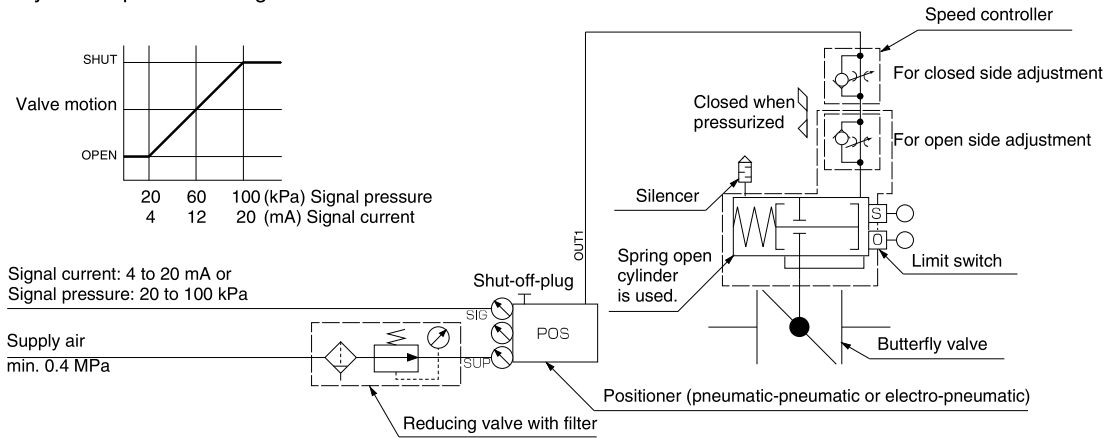 Speed controller
SHUT
For closed side adjustment
Valve motion
Closed when
pressurized
For open side adjustment
OPEN
20 60 100 (kPa) Signal pressure
4 12 20 (mA) Signal current
Silencer
S
O
OUT1
Spring open
cylinder
is used.
Limit switch
Signal current: 4 to 20 mA or
Signal pressure: 20 to 100 kPa
Shut-off-plug
SIG
POS
Supply air
min. 0.4 MPa
SUP
Butterfly valve
Positioner (pneumatic-pneumatic or electro-pneumatic)
Reducing valve with filter